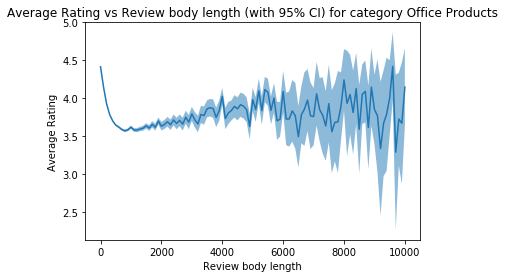 Average Rating vs Review body length (with 95% CI) for category Office Products
5.0
4.5
4.0
3.5
3.0
2.5
Average Rating
0 2000 4000 6000 8000 10000
Review body length